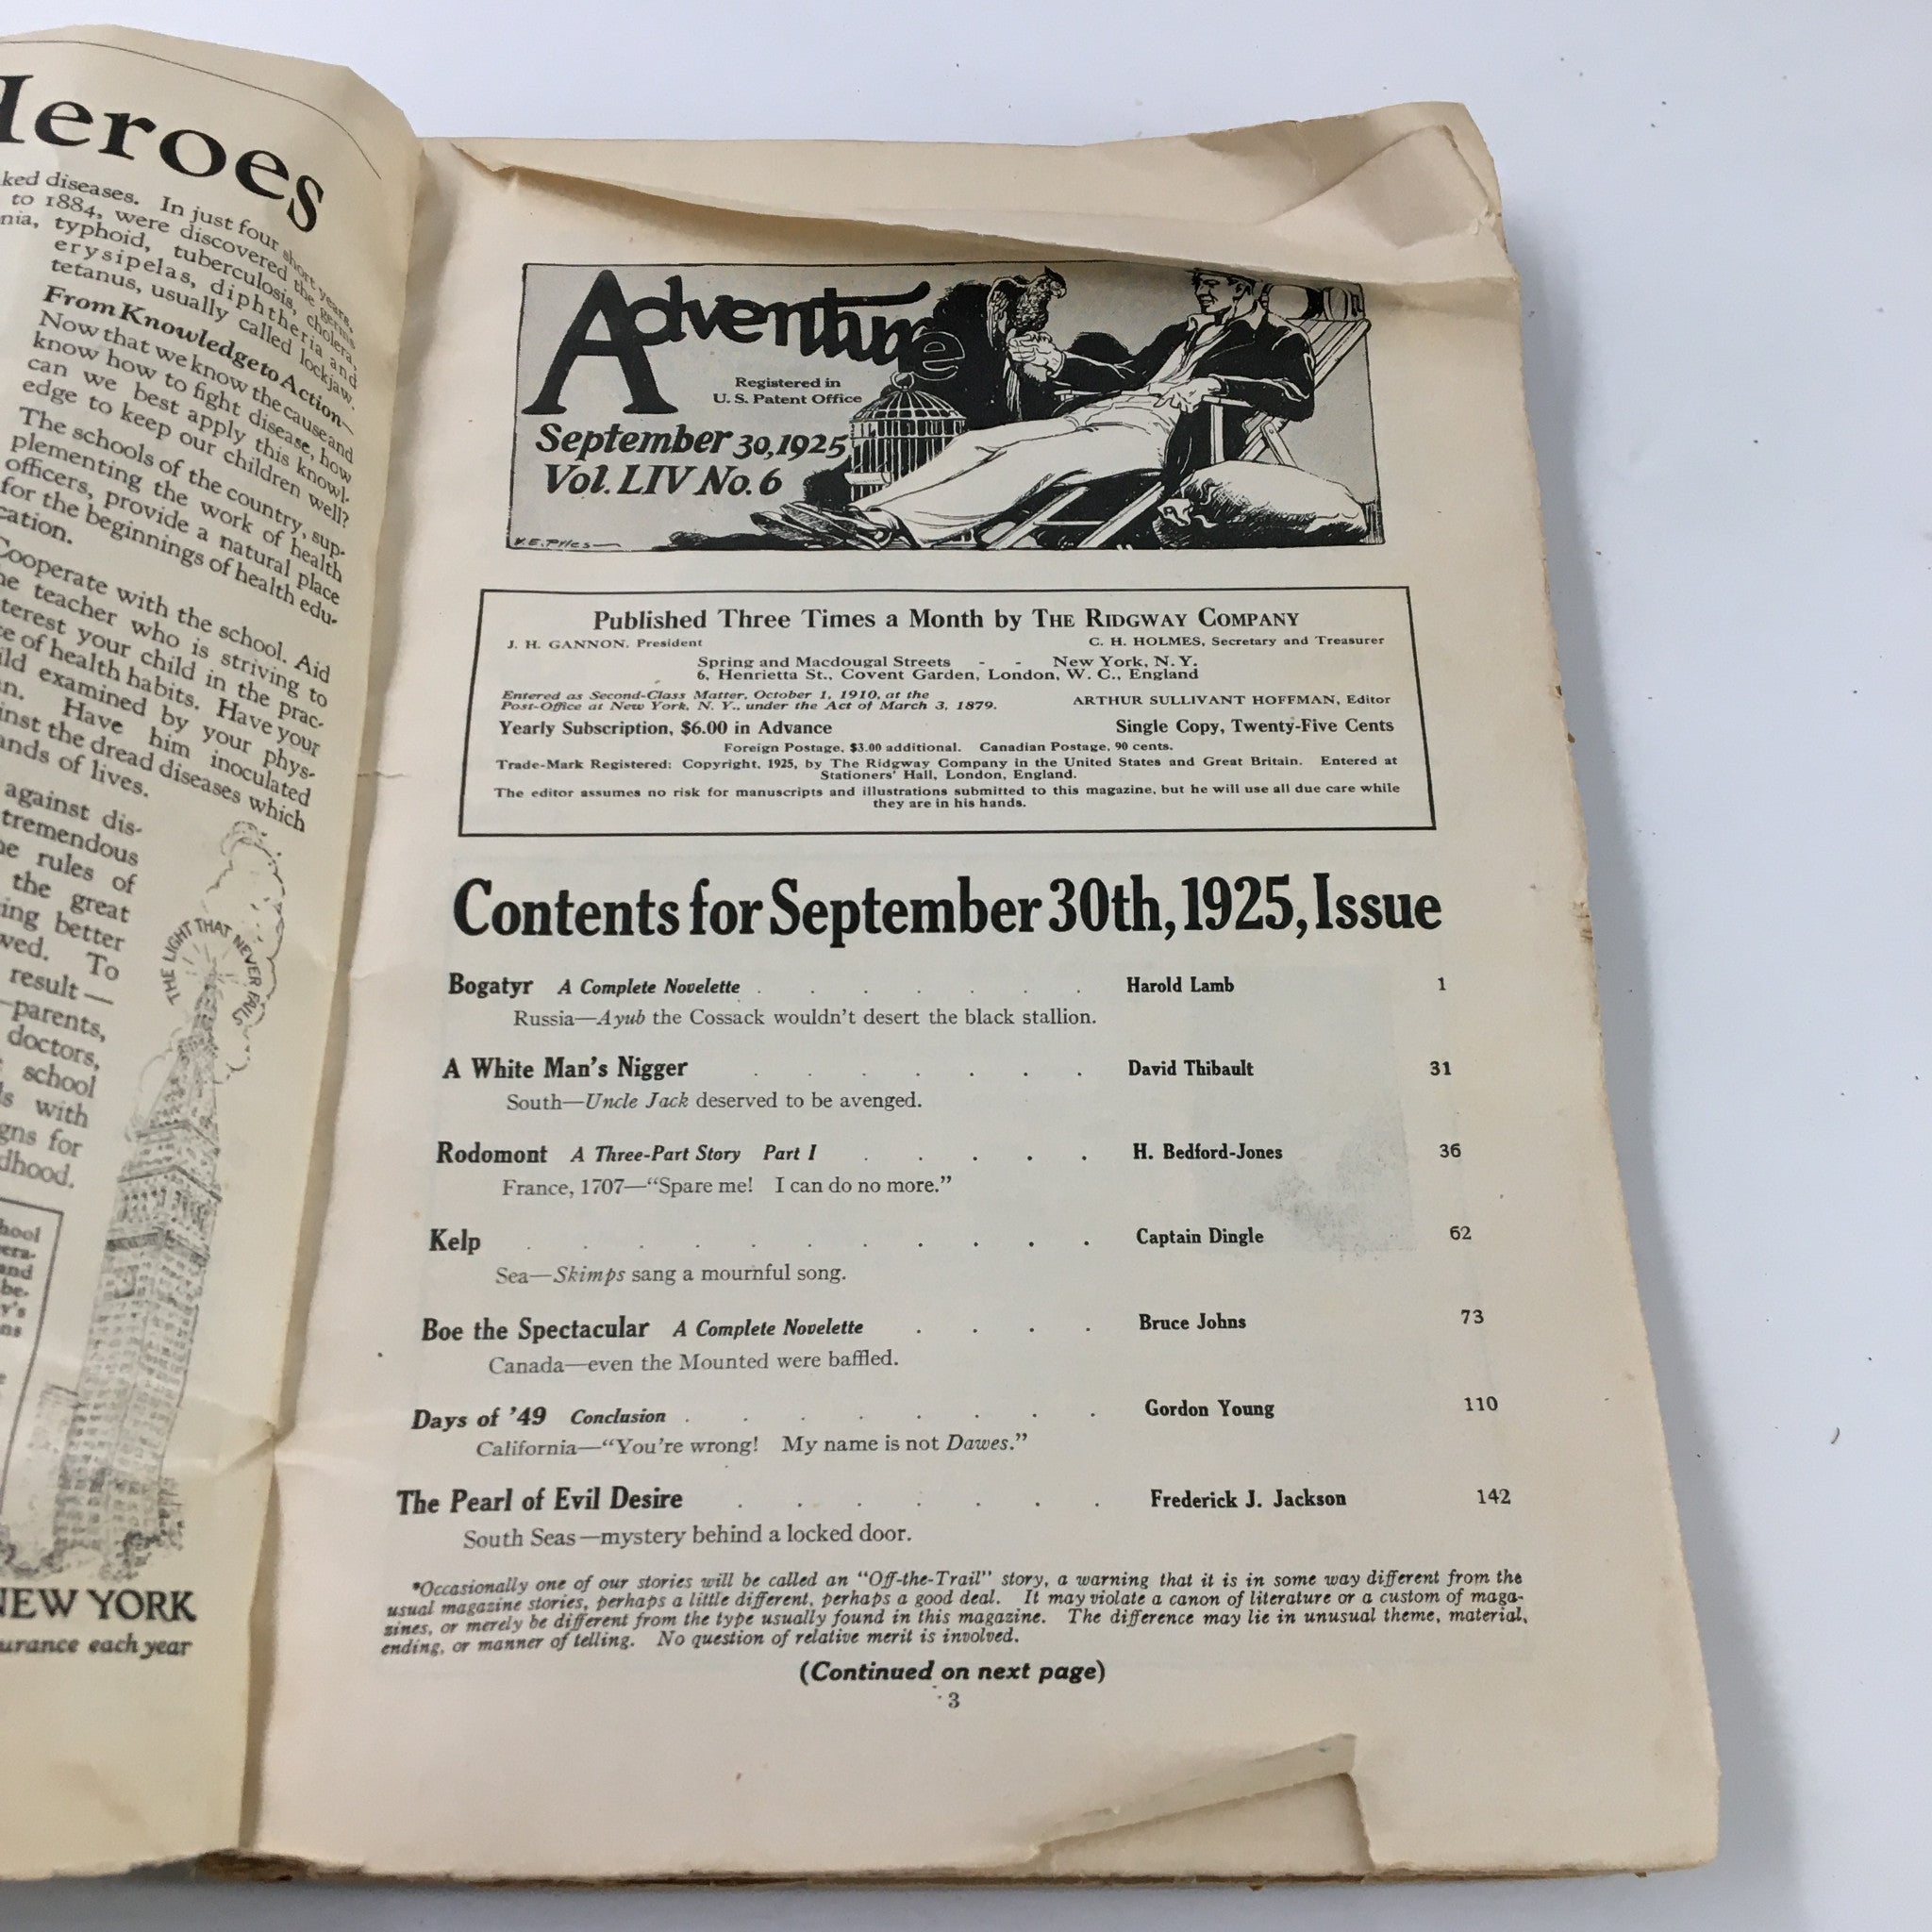 Heroes
ked diseases. In just four short years,
to 1884, were discovered the germs
nia, typhoid, tuberculosis, cholera,
erysipelas, diphtheria and
tetanus, usually called lockjaw.
From Knowledge to Action—
Now that we know the cause and
know how to fight disease, how
can we best apply this knowl-
edge to keep our children well?
The schools of the country, sup-
plementing the work of health
officers, provide a natural place
for the beginnings of health edu-
cation.
Cooperate with the school. Aid
he teacher who is striving to
terest your child in the prac-
ce of health habits. Have your
ild examined by your phys-
an. Have him inoculated
inst the dread diseases which
ands of lives.
against dis-
tremendous
he rules of
the great
ing better
wed. To
result—
—parents,
doctors,
school
ls with
gns for
dhood.
THE LIGHT THAT NEVER FAILS
hool
era-
and
be-
y's
ns
NEW YORK
urance each year
Adventure
Registered in
U. S. Patent Office
September 30, 1925
Vol. LIV No. 6
V.E. Pyles
Published Three Times a Month by THE RIDGWAY COMPANY
J. H. GANNON, President C. H. HOLMES, Secretary and Treasurer
Spring and Macdougal Streets - - New York, N. Y.
6, Henrietta St., Covent Garden, London, W. C., England
Entered as Second-Class Matter, October 1, 1910, at the
Post-Office at New York, N. Y., under the Act of March 3, 1879.
ARTHUR SULLIVANT HOFFMAN, Editor
Yearly Subscription, $6.00 in Advance Single Copy, Twenty-Five Cents
Foreign Postage, $3.00 additional. Canadian Postage, 90 cents.
Trade-Mark Registered; Copyright, 1925, by The Ridgway Company in the United States and Great Britain. Entered at
Stationers' Hall, London, England.
The editor assumes no risk for manuscripts and illustrations submitted to this magazine, but he will use all due care while
they are in his hands.
Contents for September 30th, 1925, Issue
Bogatyr A Complete Novelette . . . . . . . Harold Lamb 1
Russia—Ayub the Cossack wouldn't desert the black stallion.
A White Man's Nigger . . . . . . . David Thibault 31
South—Uncle Jack deserved to be avenged.
Rodomont A Three-Part Story Part I . . . . . H. Bedford-Jones 36
France, 1707—"Spare me! I can do no more."
Kelp . . . . . . . . . . . Captain Dingle 62
Sea—Skimps sang a mournful song.
Boe the Spectacular A Complete Novelette . . . . Bruce Johns 73
Canada—even the Mounted were baffled.
Days of '49 Conclusion . . . . . . . . Gordon Young 110
California—"You're wrong! My name is not Dawes."
The Pearl of Evil Desire . . . . . . . Frederick J. Jackson 142
South Seas—mystery behind a locked door.
*Occasionally one of our stories will be called an "Off-the-Trail" story, a warning that it is in some way different from the
usual magazine stories, perhaps a little different, perhaps a good deal. It may violate a canon of literature or a custom of maga-
zines, or merely be different from the type usually found in this magazine. The difference may lie in unusual theme, material,
ending, or manner of telling. No question of relative merit is involved.
(Continued on next page)
3